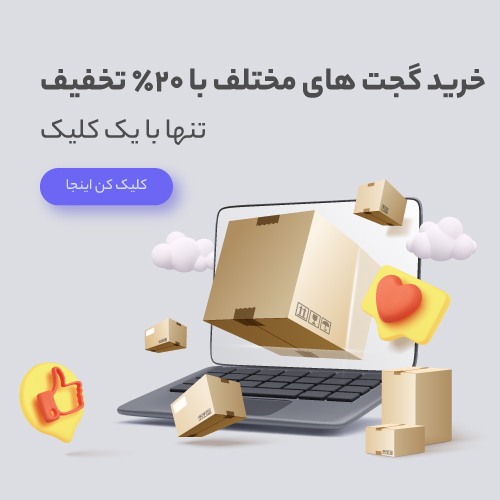 خرید گجت های مختلف با ۲۰٪ تخفیف
تنها با یک کلیک
کلیک کن اینجا